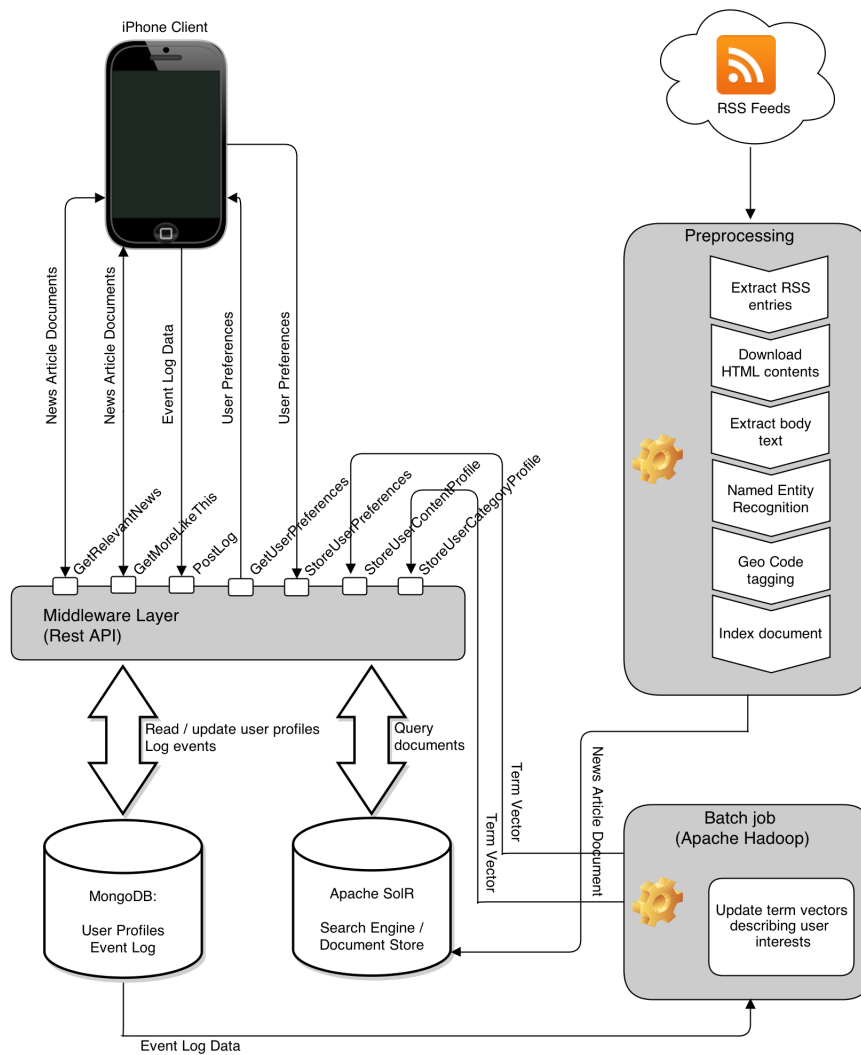 iPhone Client
RSS Feeds
Preprocessing
Extract RSS
entries
Download
HTML contents
Extract body
text
Named Entity
Recognition
Geo Code
tagging
Index document
News Article Documents
News Article Documents
Event Log Data
User Preferences
User Preferences
GetRelevantNews
GetMoreLikeThis
PostLog
GetUserPreferences
StoreUserPreferences
StoreUserContentProfile
StoreUserCategoryProfile
Middleware Layer
(Rest API)
Read / update user profiles
Log events
Query
documents
Term Vector
Term Vector
News Article Document
MongoDB:
User Profiles
Event Log
Apache SolR
Search Engine /
Document Store
Batch job
(Apache Hadoop)
Update term vectors
describing user
interests
Event Log Data